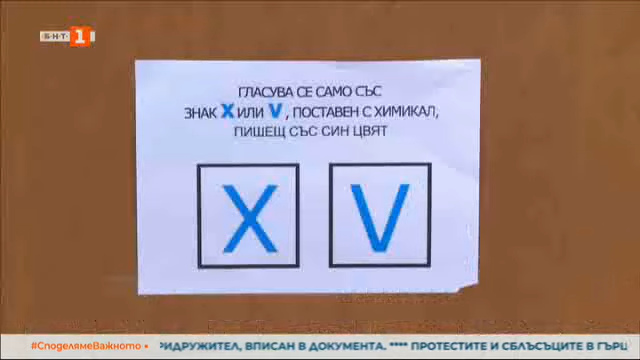 БНТ 1
ГЛАСУВА СЕ САМО СЪС
ЗНАК X ИЛИ V, ПОСТАВЕН С ХИМИКАЛ,
ПИШЕЩ СЪС СИН ЦВЯТ
X V
#СподелямеВажното • РИДРУЖИТЕЛ, ВПИСАН В ДОКУМЕНТА. **** ПРОТЕСТИТЕ И СБЛЪСЪЦИТЕ В ГЪРЦ